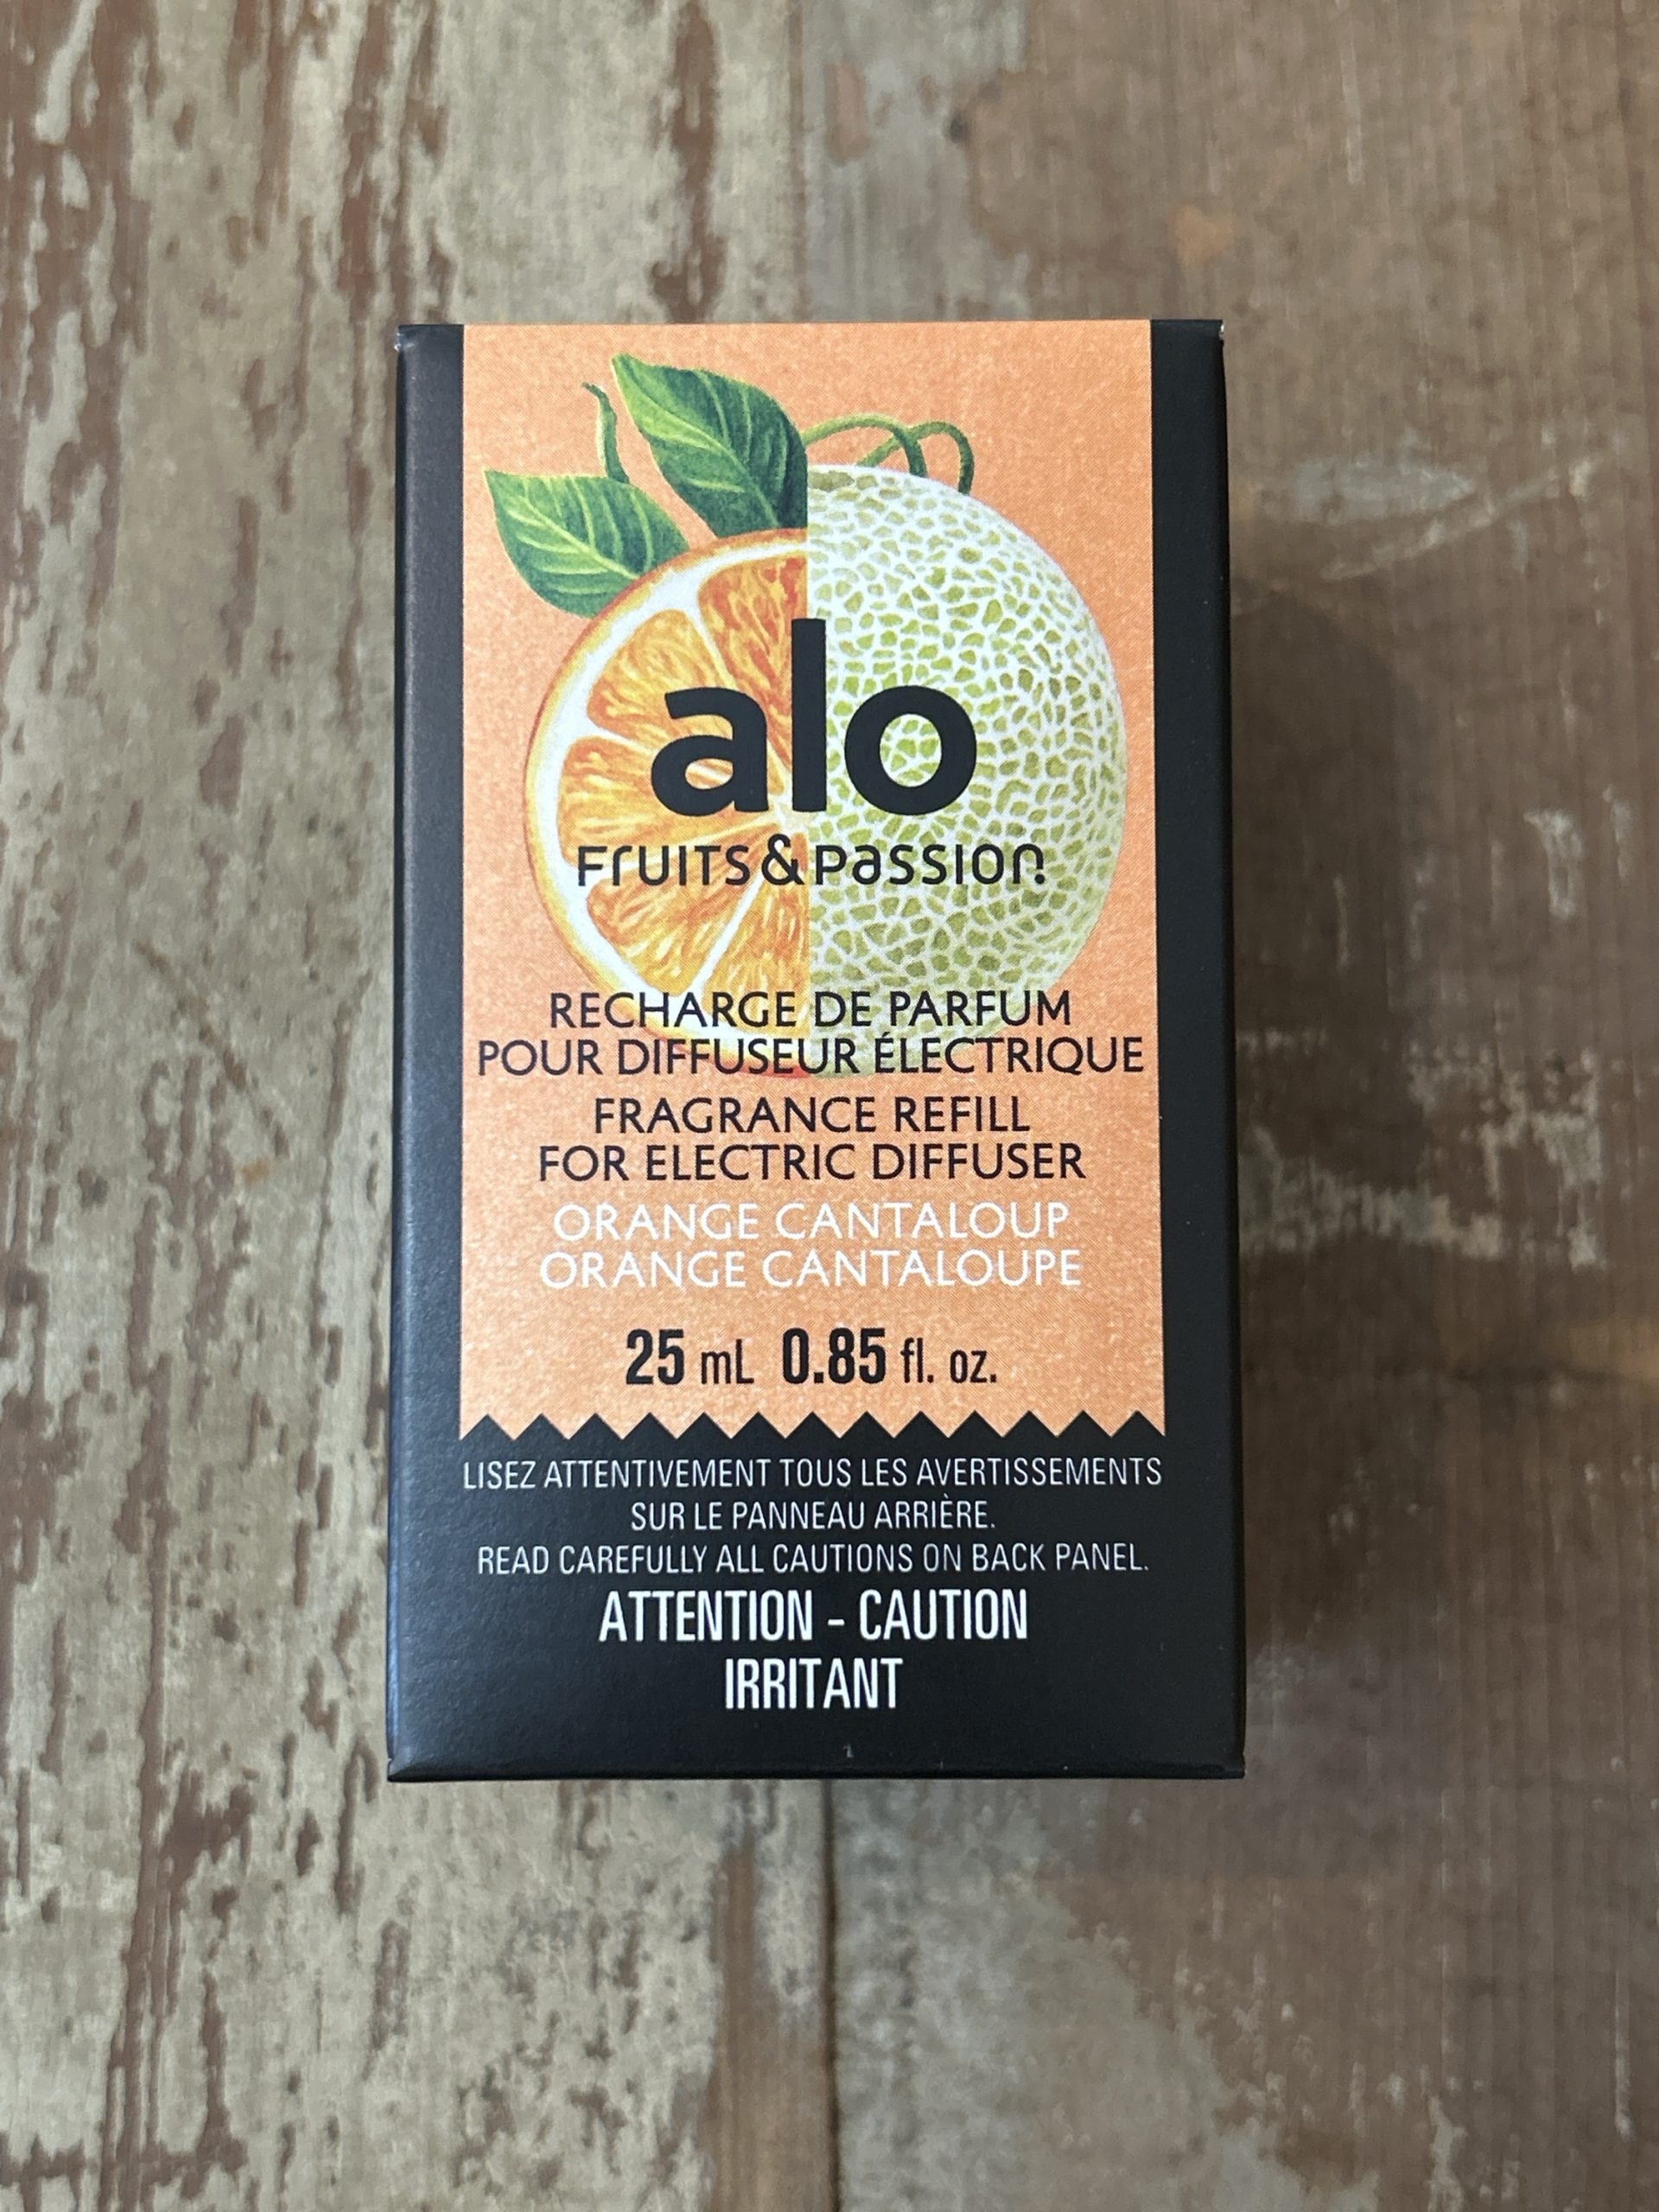 alo
FRUITS & PASSION
RECHARGE DE PARFUM
POUR DIFFUSEUR ÉLECTRIQUE
FRAGRANCE REFILL
FOR ELECTRIC DIFFUSER
ORANGE CANTALOUP
ORANGE CANTALOUPE
25 mL 0.85 fl. oz.
LISEZ ATTENTIVEMENT TOUS LES AVERTISSEMENTS
SUR LE PANNEAU ARRIÈRE.
READ CAREFULLY ALL CAUTIONS ON BACK PANEL.
ATTENTION - CAUTION
IRRITANT